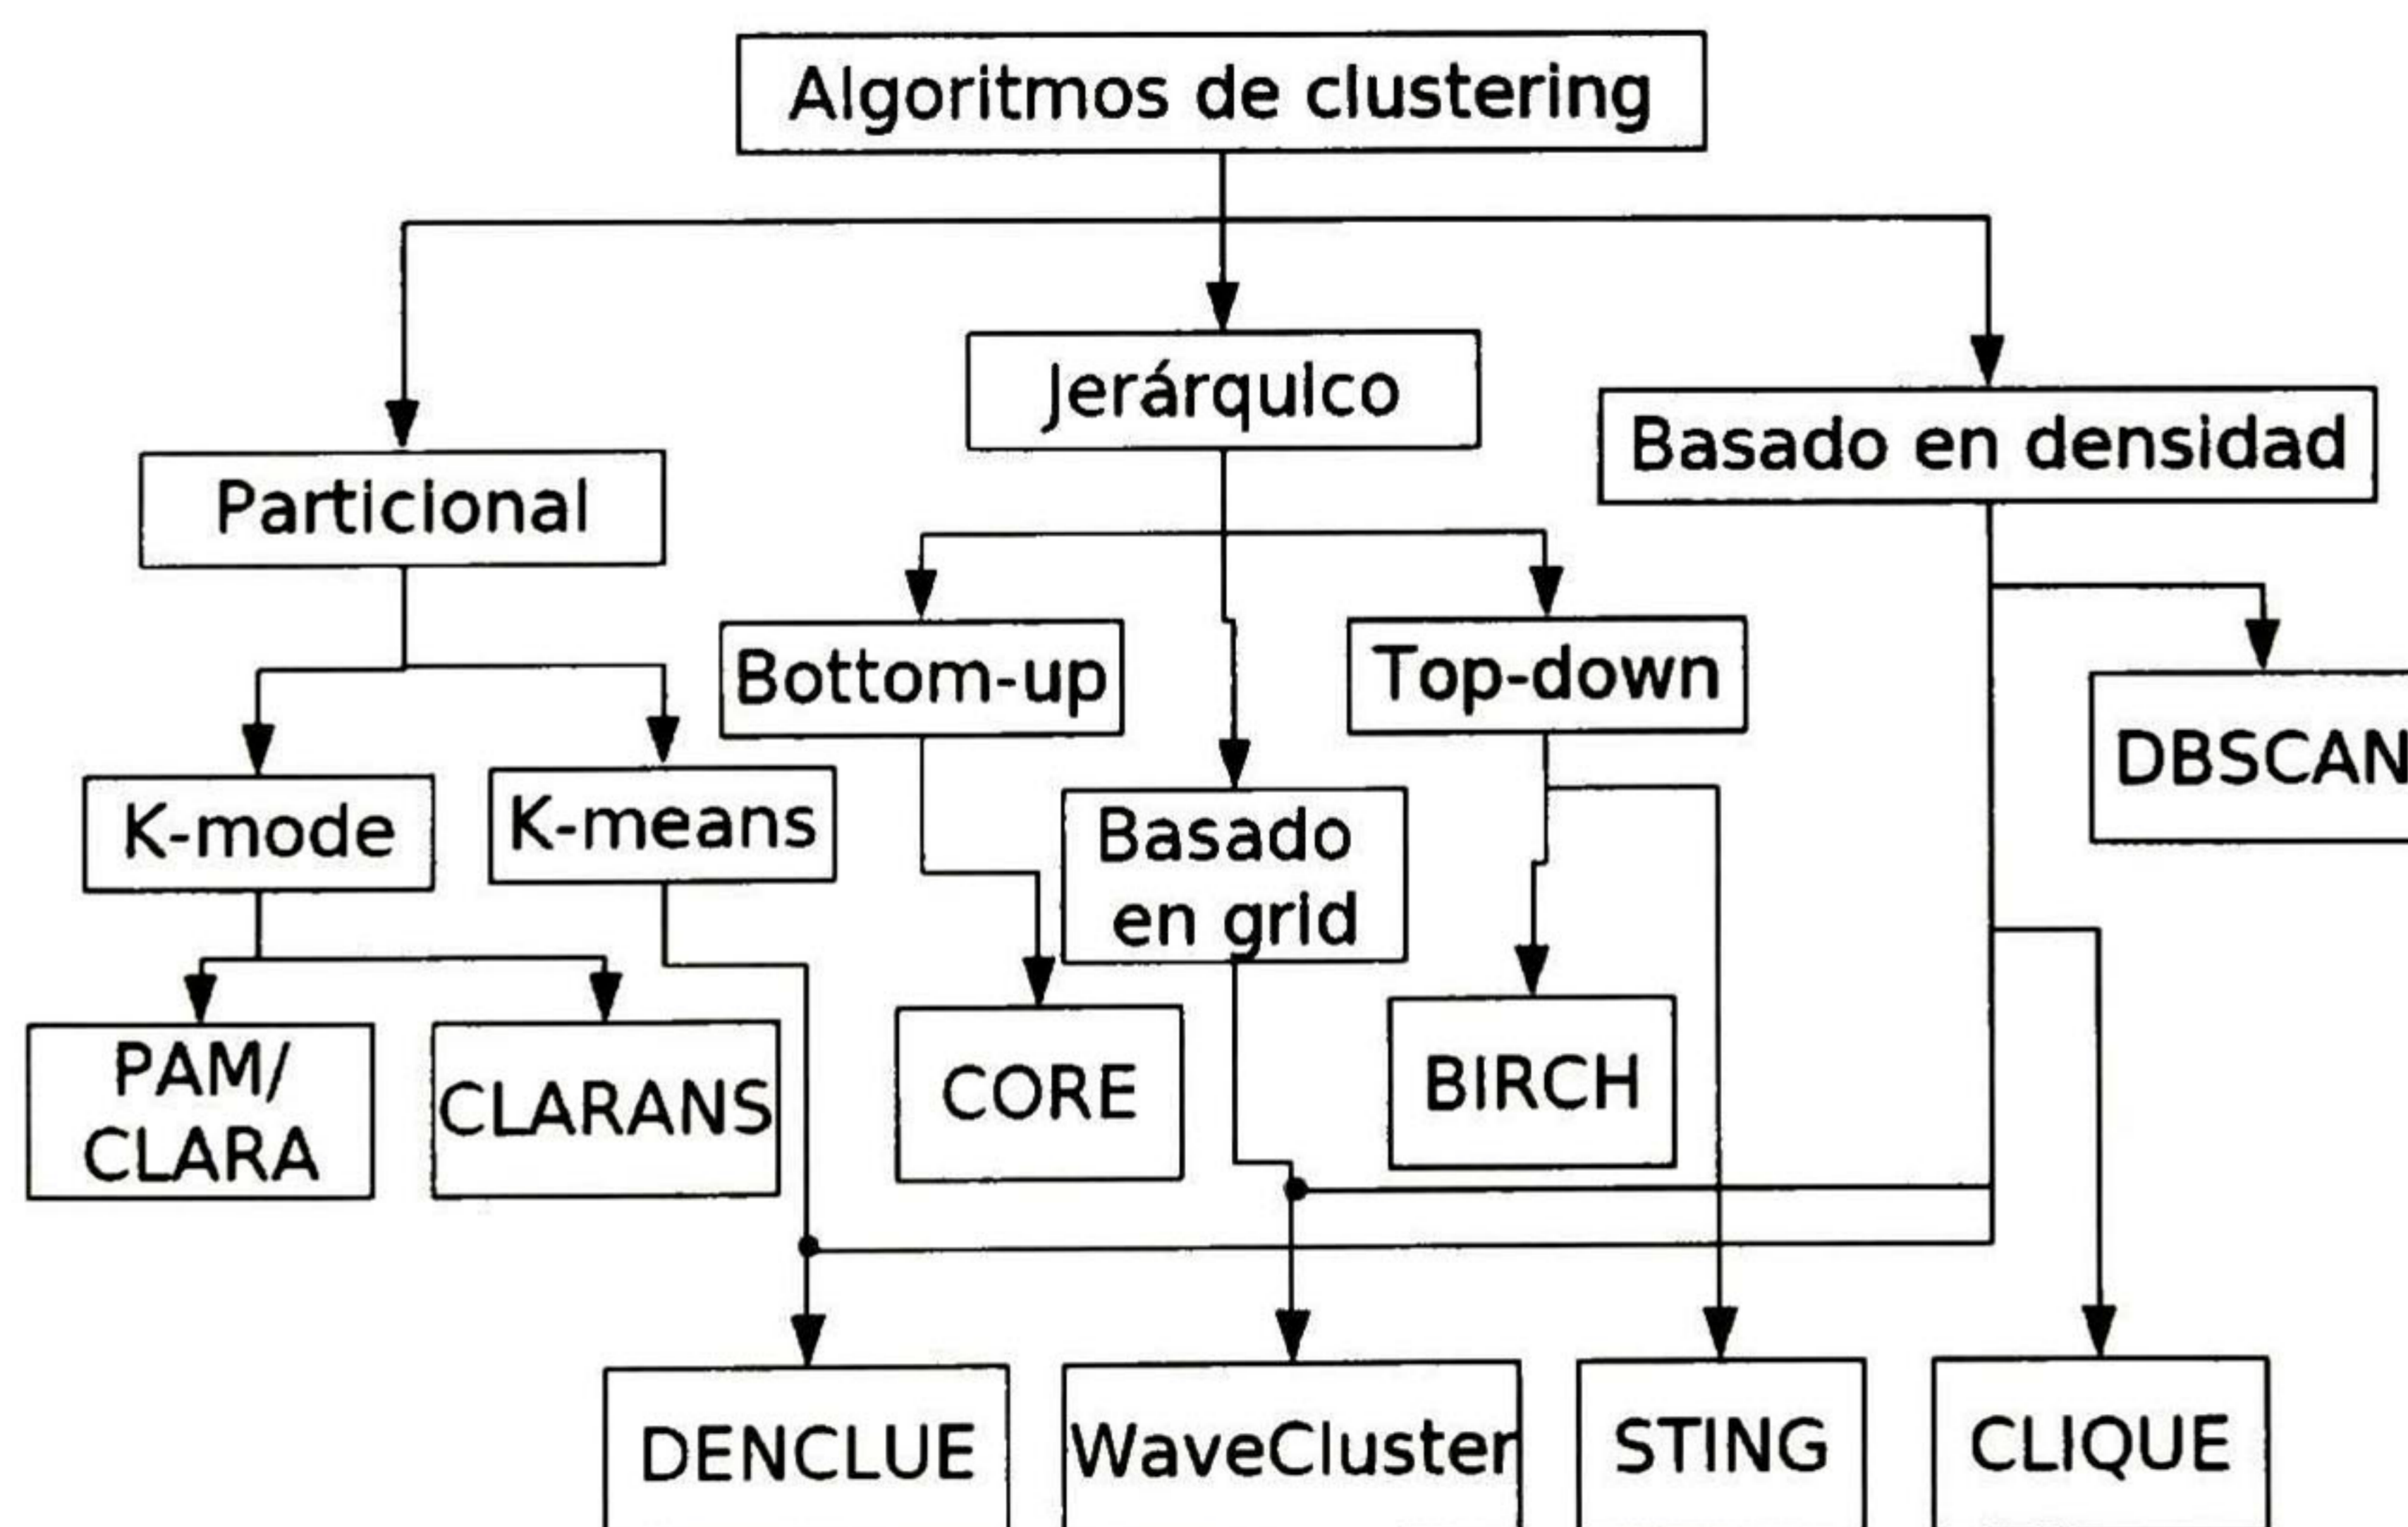 Algoritmos de clustering
Jerárquico
Basado en densidad
Particional
Bottom-up
Top-down
DBSCAN
K-mode
K-means
Basado
en grid
PAM/
CLARA
CLARANS
CORE
BIRCH
DENCLUE
WaveCluster
STING
CLIQUE